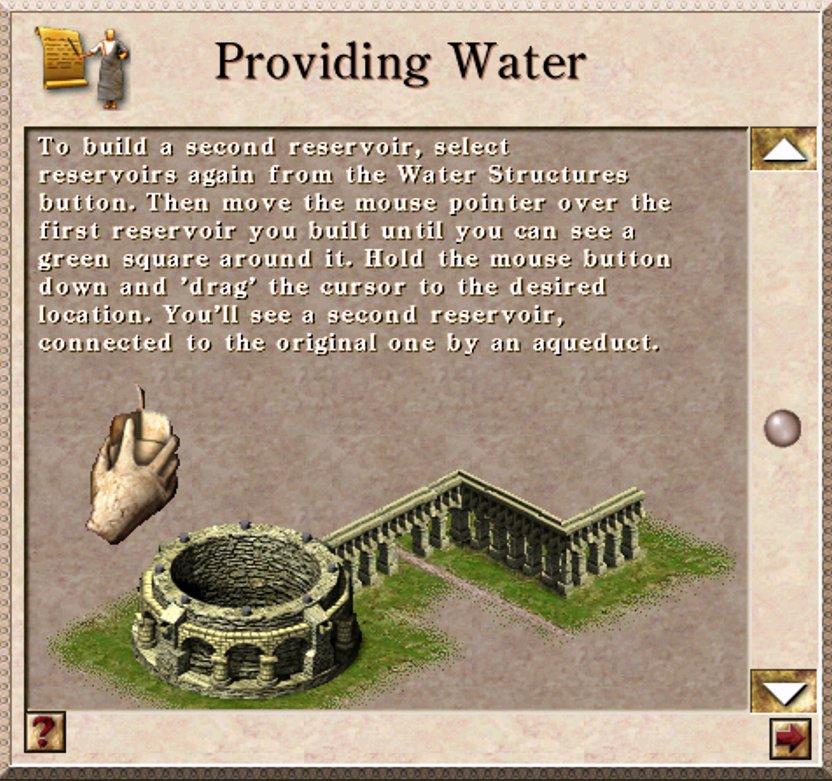 Providing Water
To build a second reservoir, select
reservoirs again from the Water Structures
button. Then move the mouse pointer over the
first reservoir you built until you can see a
green square around it. Hold the mouse button
down and 'drag' the cursor to the desired
location. You'll see a second reservoir,
connected to the original one by an aqueduct.
?